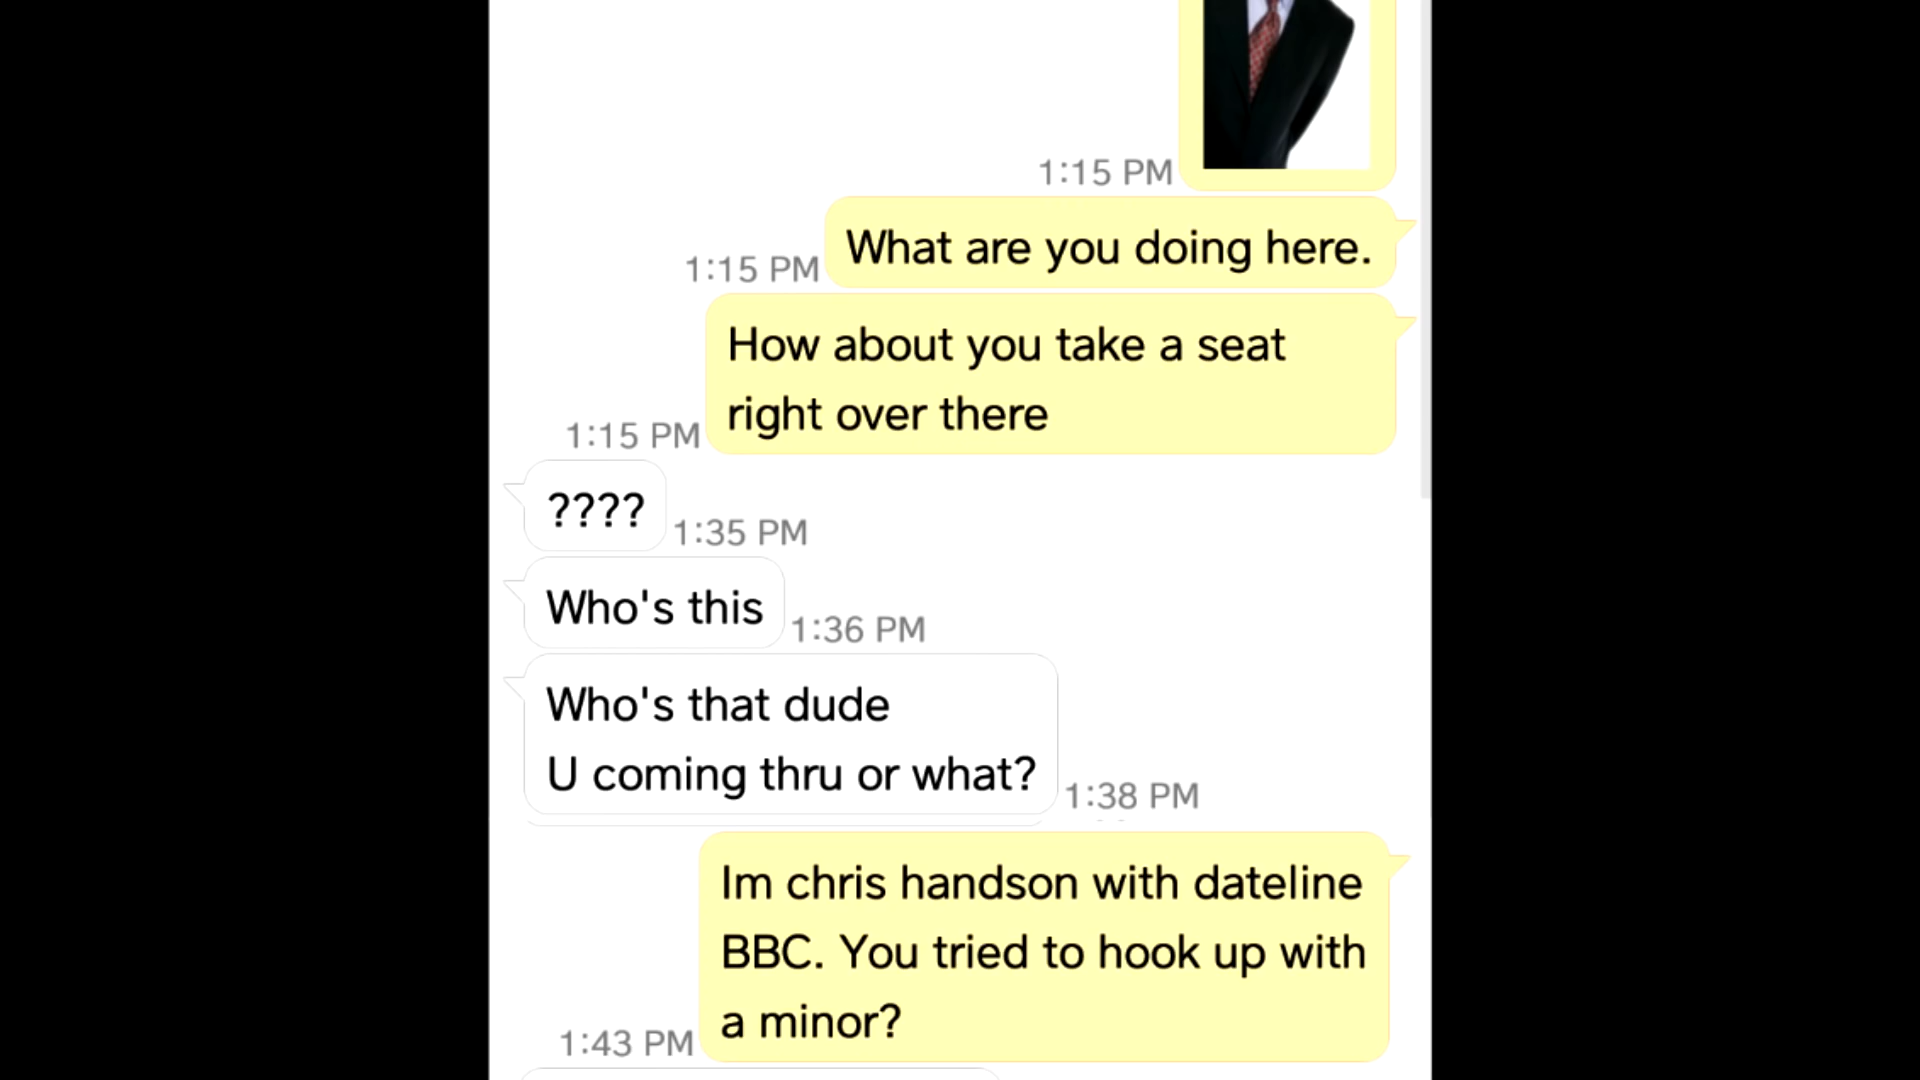 1:15 PM
What are you doing here.
1:15 PM
How about you take a seat
right over there
1:15 PM
????
1:35 PM
Who's this
1:36 PM
Who's that dude
U coming thru or what?
1:38 PM
Im chris handson with dateline
BBC. You tried to hook up with
a minor?
1:43 PM